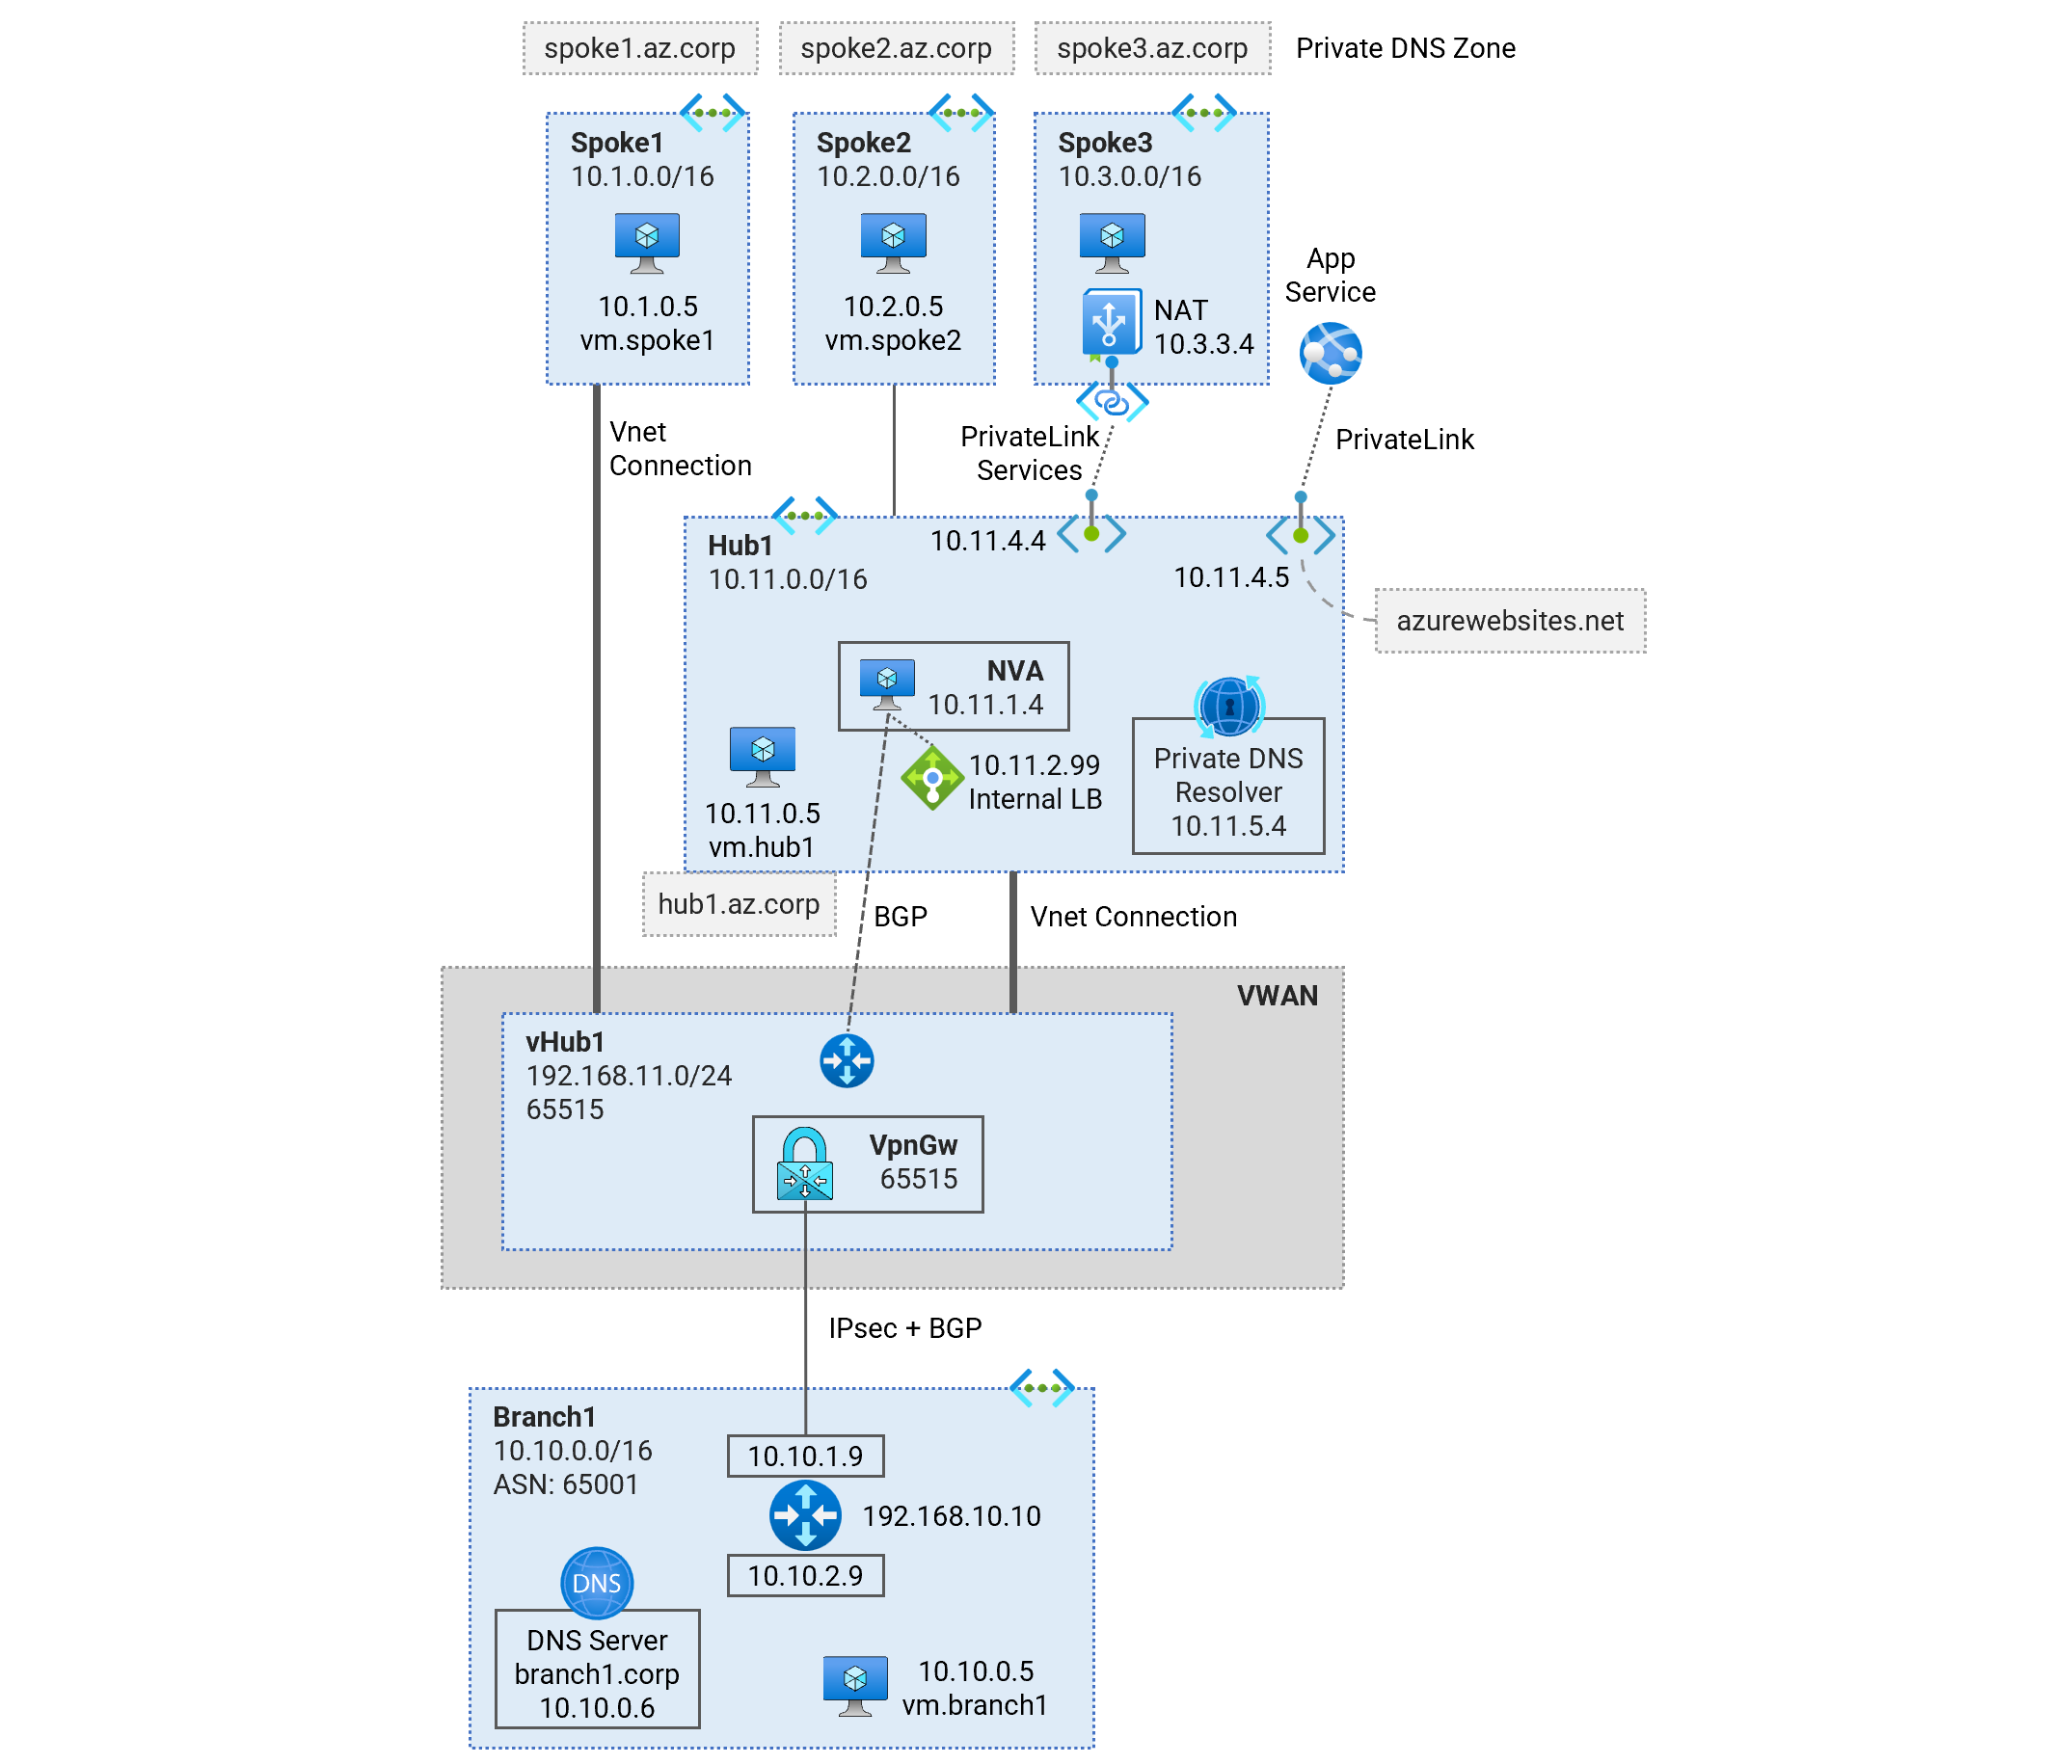 spoke1.az.corp
spoke2.az.corp
spoke3.az.corp
Private DNS Zone
Spoke1
10.1.0.0/16
10.1.0.5
vm.spoke1
Spoke2
10.2.0.0/16
10.2.0.5
vm.spoke2
Spoke3
10.3.0.0/16
NAT
10.3.3.4
App
Service
Vnet
Connection
PrivateLink
Services
PrivateLink
Hub1
10.11.0.0/16
10.11.4.4
10.11.4.5
azurewebsites.net
NVA
10.11.1.4
10.11.2.99
Internal LB
Private DNS
Resolver
10.11.5.4
10.11.0.5
vm.hub1
hub1.az.corp
BGP
Vnet Connection
VWAN
vHub1
192.168.11.0/24
65515
VpnGw
65515
IPsec + BGP
Branch1
10.10.0.0/16
ASN: 65001
10.10.1.9
192.168.10.10
10.10.2.9
DNS
DNS Server
branch1.corp
10.10.0.6
10.10.0.5
vm.branch1